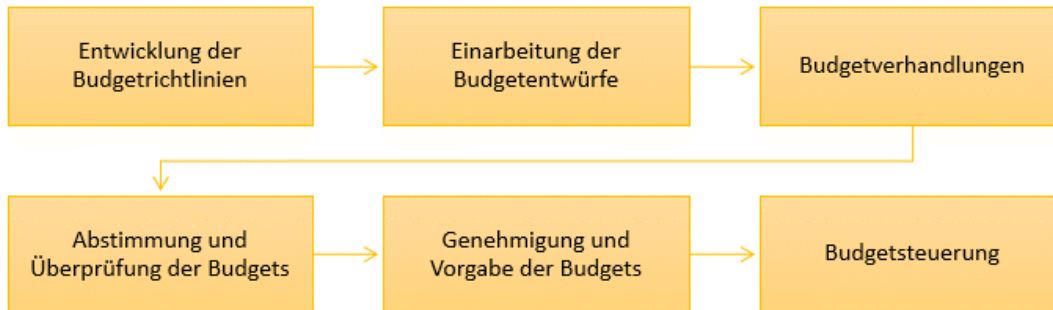 Entwicklung der
Budgetrichtlinien
Einarbeitung der
Budgetentwürfe
Budgetverhandlungen
Abstimmung und
Überprüfung der Budgets
Genehmigung und
Vorgabe der Budgets
Budgetsteuerung